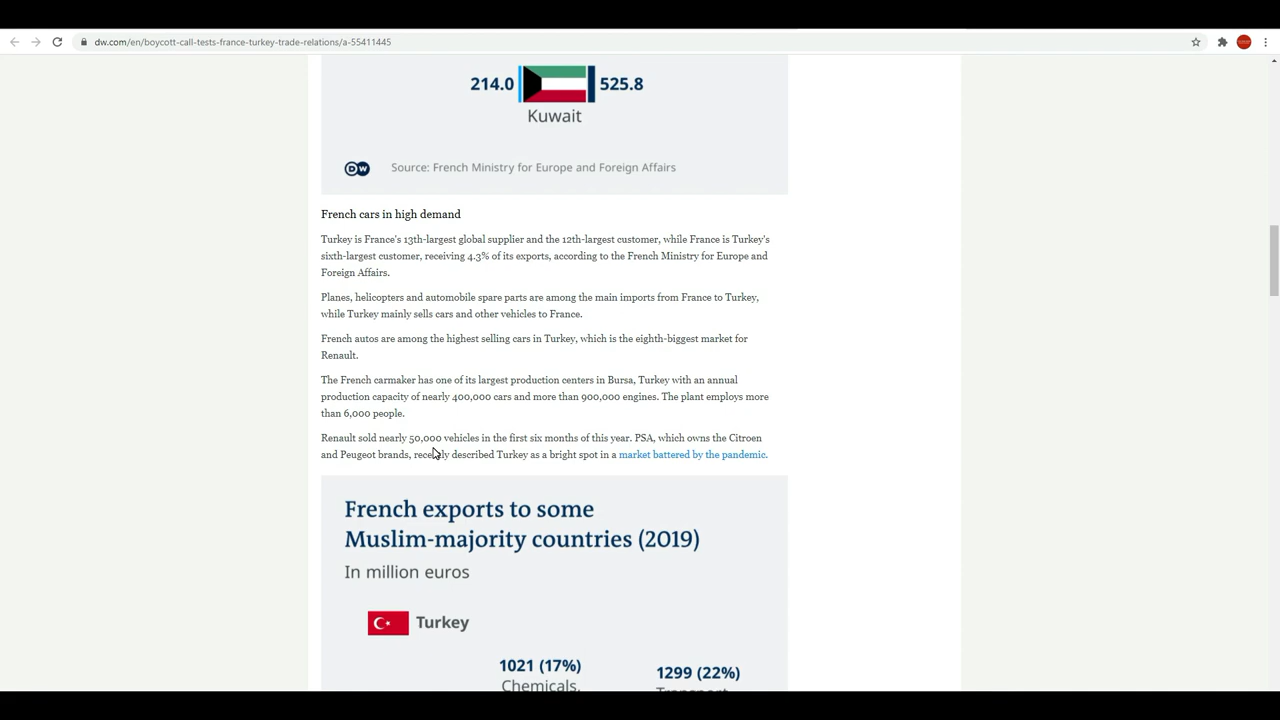 dw.com/en/boycott-call-tests-france-turkey-trade-relations/a-55411445
214.0 525.8
Kuwait
DW Source: French Ministry for Europe and Foreign Affairs
French cars in high demand
Turkey is France's 13th-largest global supplier and the 12th-largest customer, while France is Turkey's
sixth-largest customer, receiving 4.3% of its exports, according to the French Ministry for Europe and
Foreign Affairs.
Planes, helicopters and automobile spare parts are among the main imports from France to Turkey,
while Turkey mainly sells cars and other vehicles to France.
French autos are among the highest selling cars in Turkey, which is the eighth-biggest market for
Renault.
The French carmaker has one of its largest production centers in Bursa, Turkey with an annual
production capacity of nearly 400,000 cars and more than 900,000 engines. The plant employs more
than 6,000 people.
Renault sold nearly 50,000 vehicles in the first six months of this year. PSA, which owns the Citroen
and Peugeot brands, recently described Turkey as a bright spot in a market battered by the pandemic.
French exports to some
Muslim-majority countries (2019)
In million euros
Turkey
1021 (17%) 1299 (22%)
Chemicals, Transport